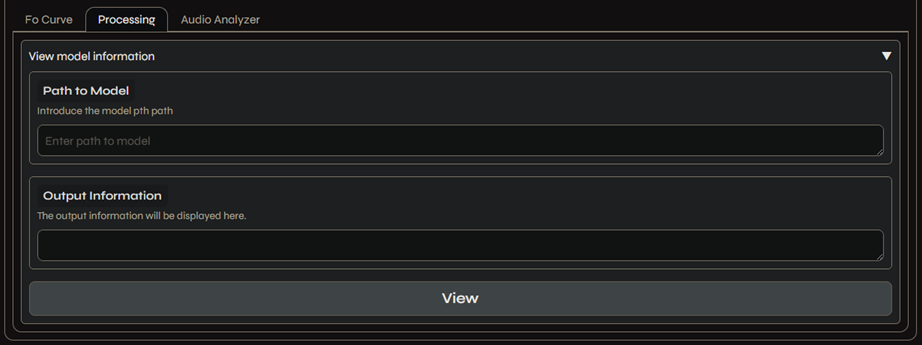 Fo Curve
Processing
Audio Analyzer
View model information
Path to Model
Introduce the model pth path
Enter path to model
Output Information
The output information will be displayed here.
View